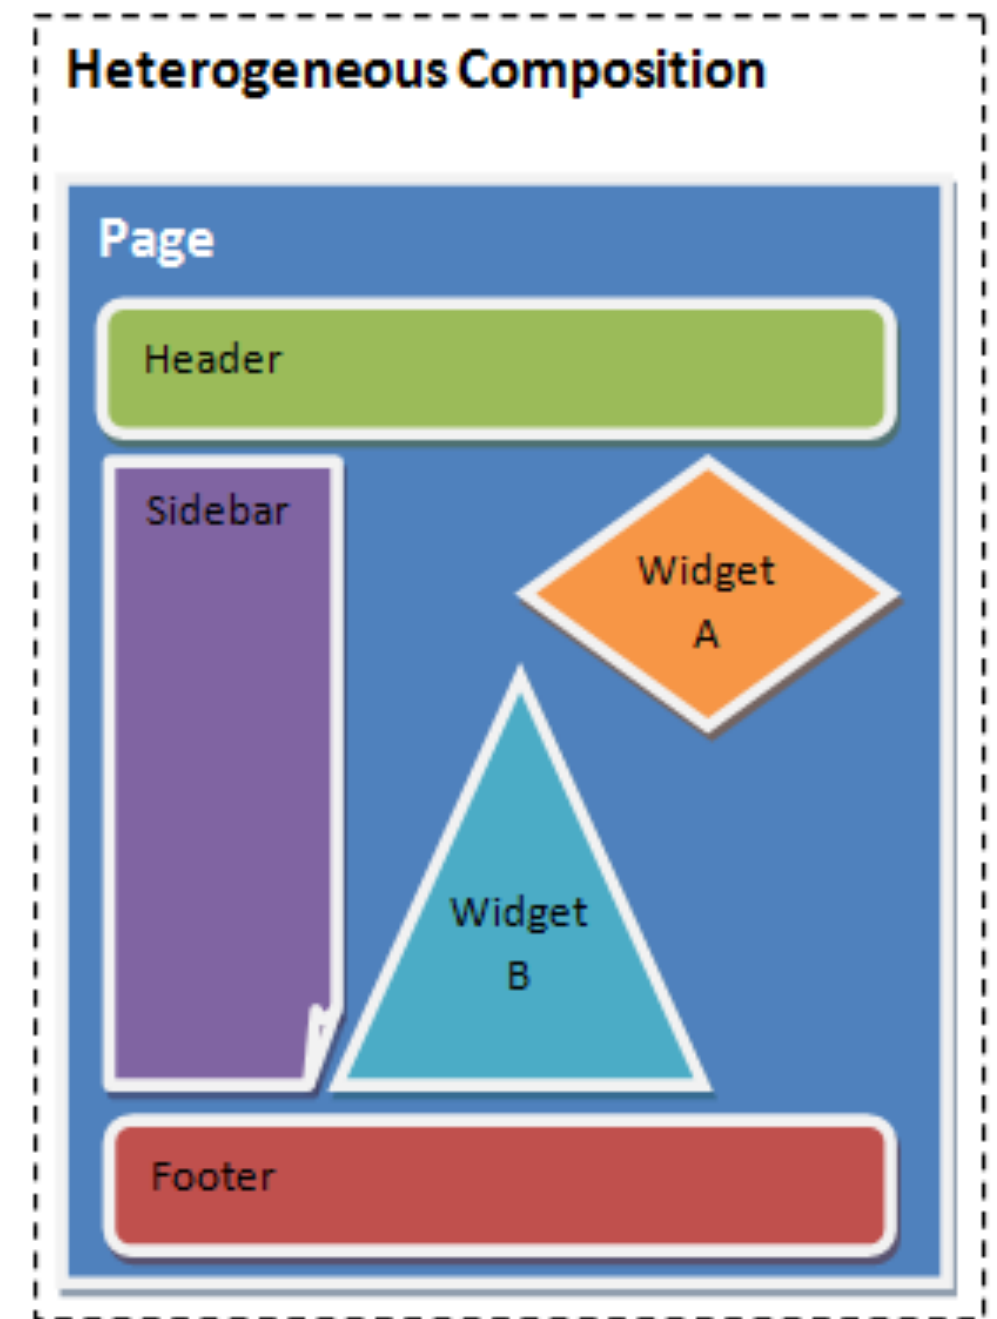 Heterogeneous Composition
Page
Header
Sidebar
Widget
A
Widget
B
Footer